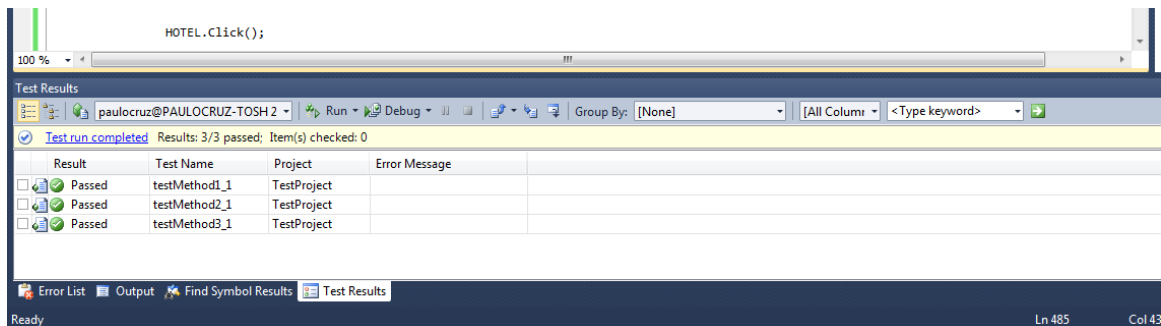 HOTEL.Click();
100 %
Test Results
paulocruz@PAULOCRUZ-TOSH 2 Run Debug Group By: [None] [All Column <Type keyword>
Test run completed Results: 3/3 passed; Item(s) checked: 0
Result Test Name Project Error Message
Passed testMethod1_1 TestProject
Passed testMethod2_1 TestProject
Passed testMethod3_1 TestProject
Error List Output Find Symbol Results Test Results
Ready Ln 485 Col 43